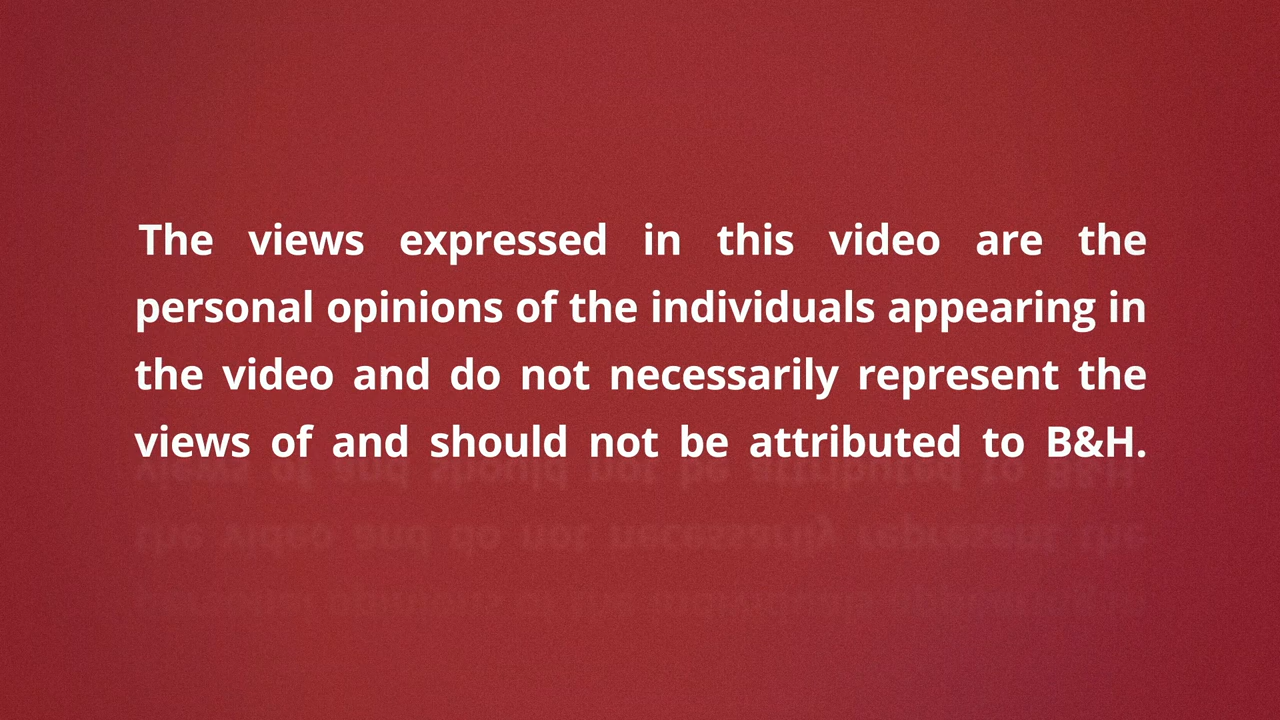 The views expressed in this video are the
personal opinions of the individuals appearing in
the video and do not necessarily represent the
views of and should not be attributed to B&H.